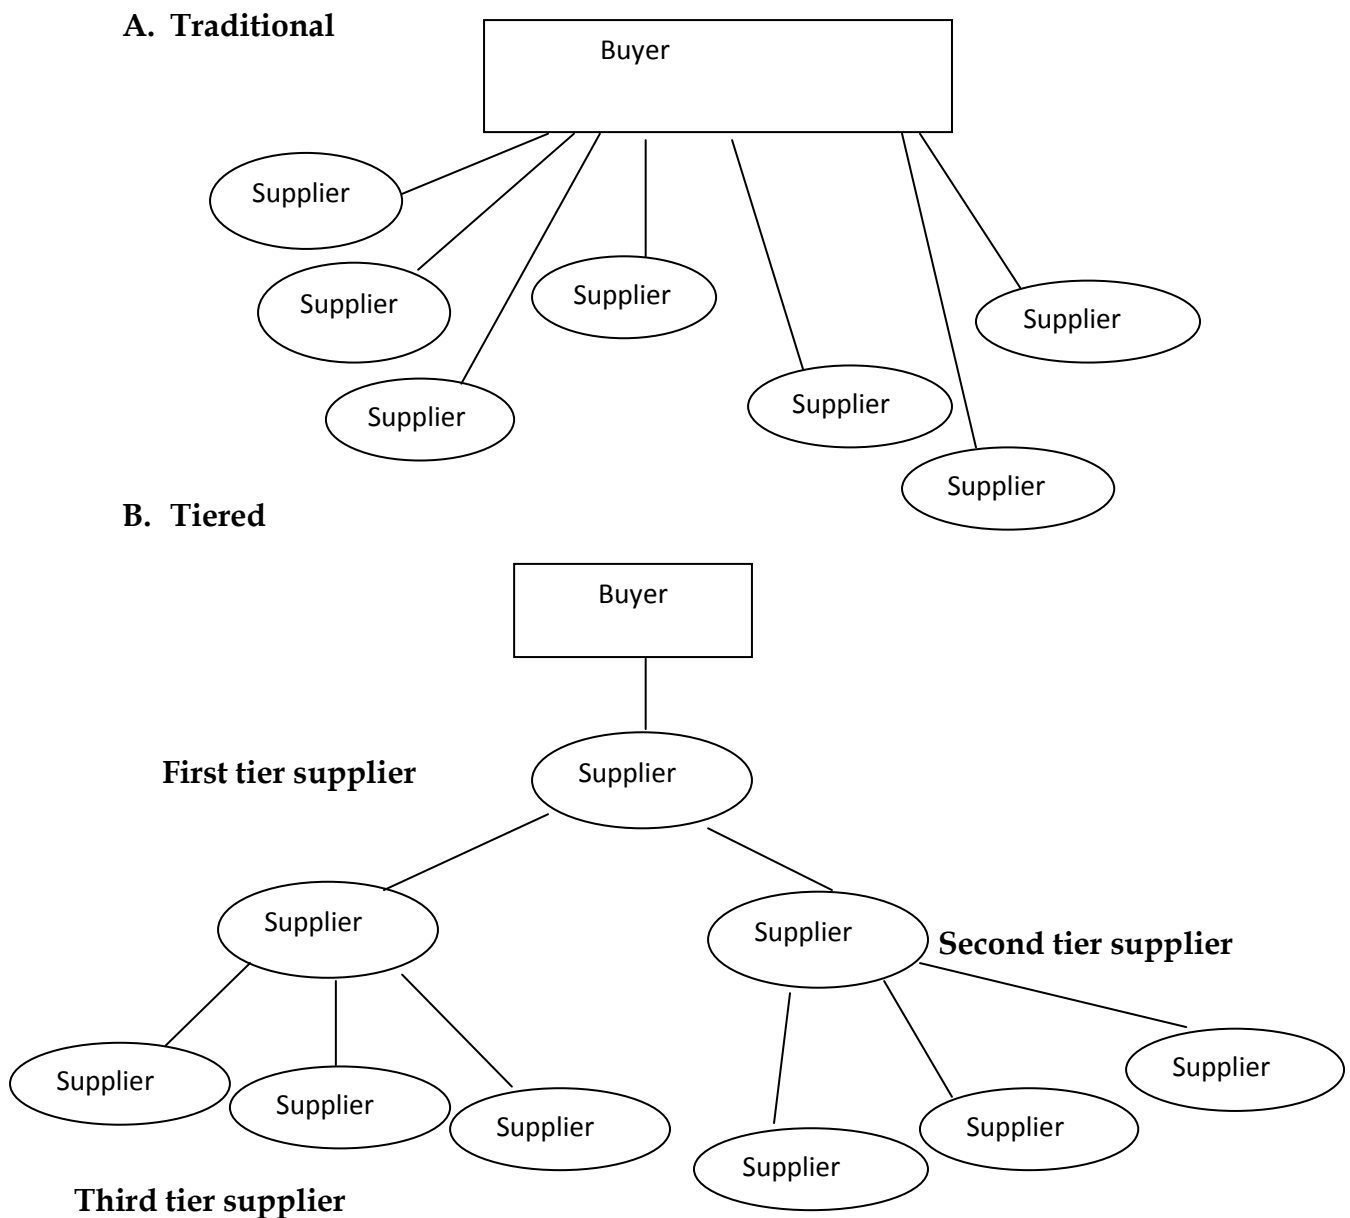 A. Traditional
Buyer
Supplier
Supplier
Supplier
Supplier
Supplier
Supplier
Supplier
B. Tiered
Buyer
First tier supplier
Supplier
Supplier
Supplier
Second tier supplier
Supplier
Supplier
Supplier
Supplier
Supplier
Supplier
Third tier supplier